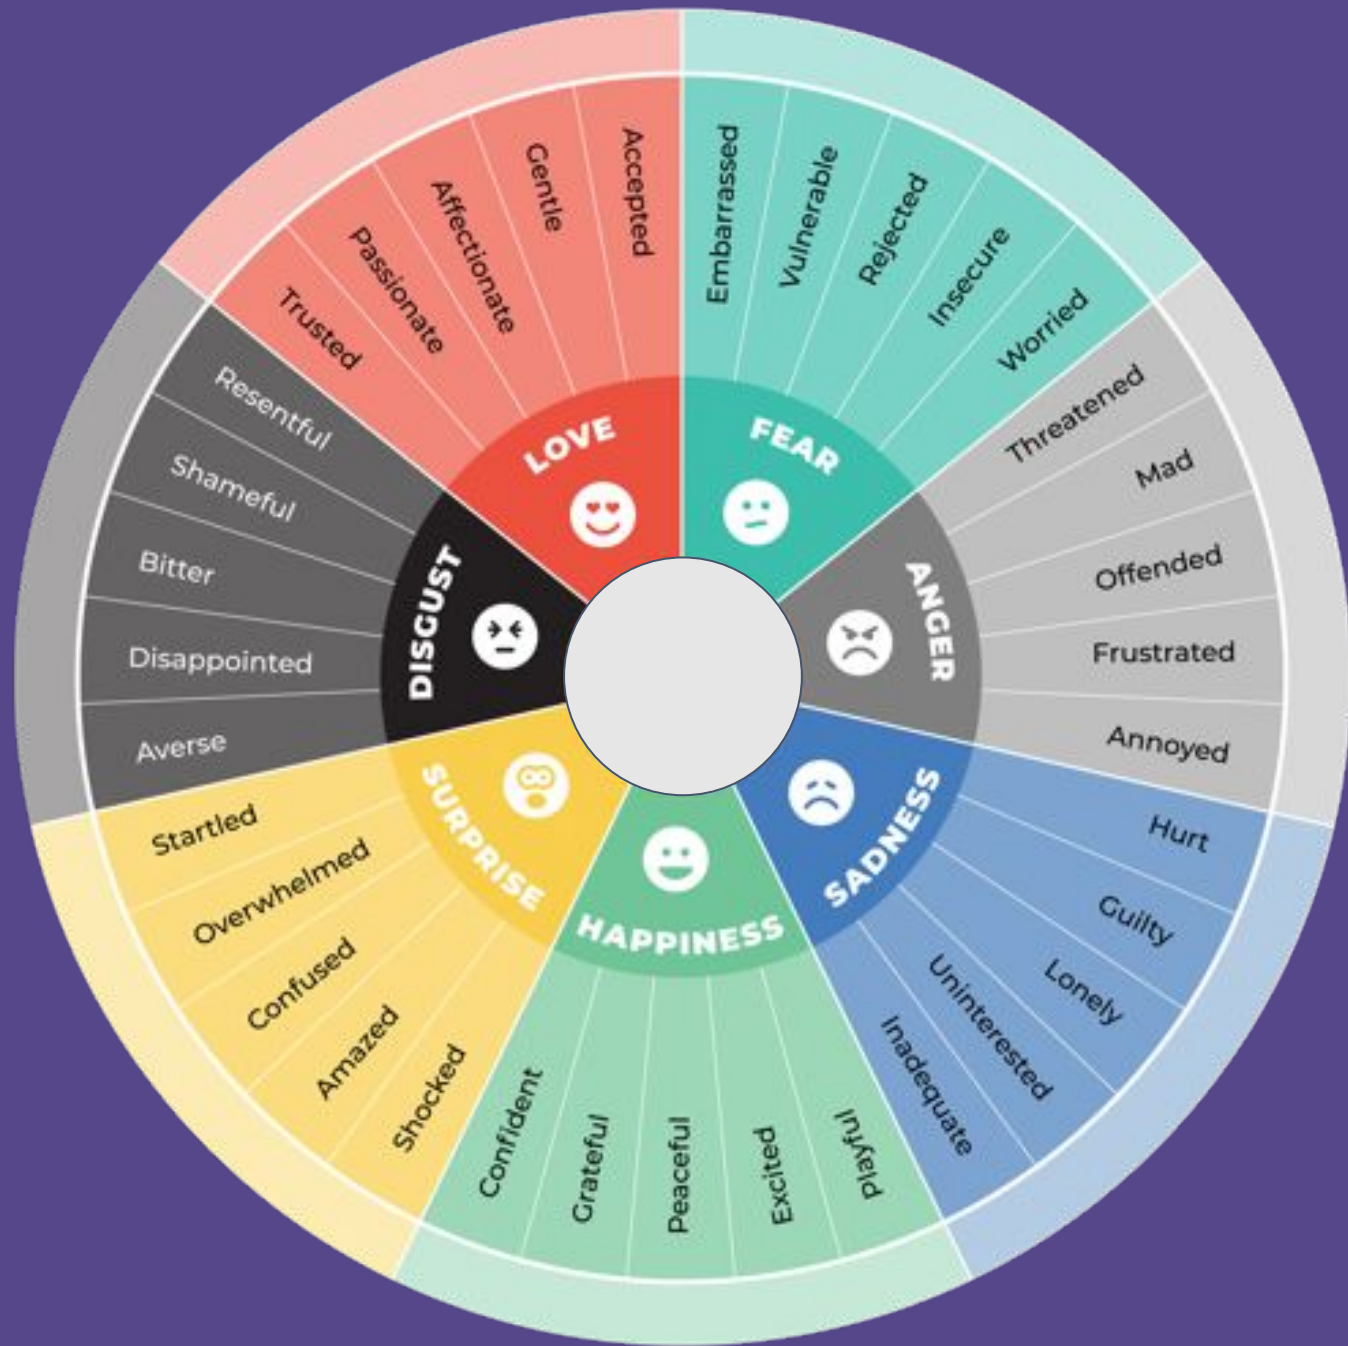 LOVE
Trusted
Passionate
Affectionate
Gentle
Accepted
FEAR
Embarrassed
Vulnerable
Rejected
Insecure
Worried
ANGER
Threatened
Mad
Offended
Frustrated
Annoyed
SADNESS
Hurt
Guilty
Lonely
Uninterested
Inadequate
HAPPINESS
Playful
Excited
Peaceful
Grateful
Confident
SURPRISE
Shocked
Amazed
Confused
Overwhelmed
Startled
DISGUST
Averse
Disappointed
Bitter
Shameful
Resentful